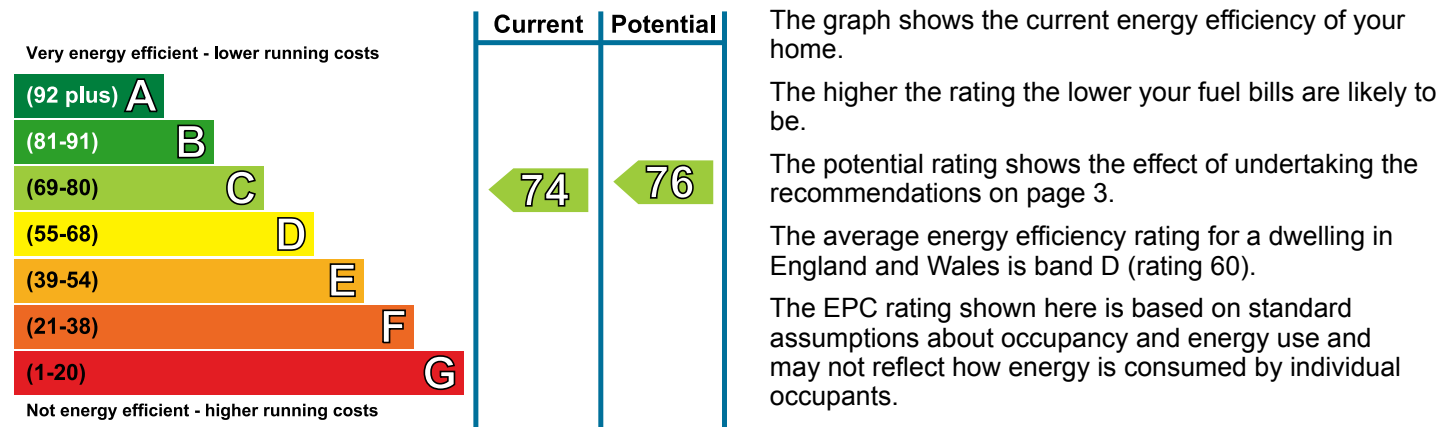 Current Potential
Very energy efficient - lower running costs
(92 plus) A
(81-91) B
(69-80) C
(55-68) D
(39-54) E
(21-38) F
(1-20) G
Not energy efficient - higher running costs
74
76
The graph shows the current energy efficiency of your
home.
The higher the rating the lower your fuel bills are likely to
be.
The potential rating shows the effect of undertaking the
recommendations on page 3.
The average energy efficiency rating for a dwelling in
England and Wales is band D (rating 60).
The EPC rating shown here is based on standard
assumptions about occupancy and energy use and
may not reflect how energy is consumed by individual
occupants.